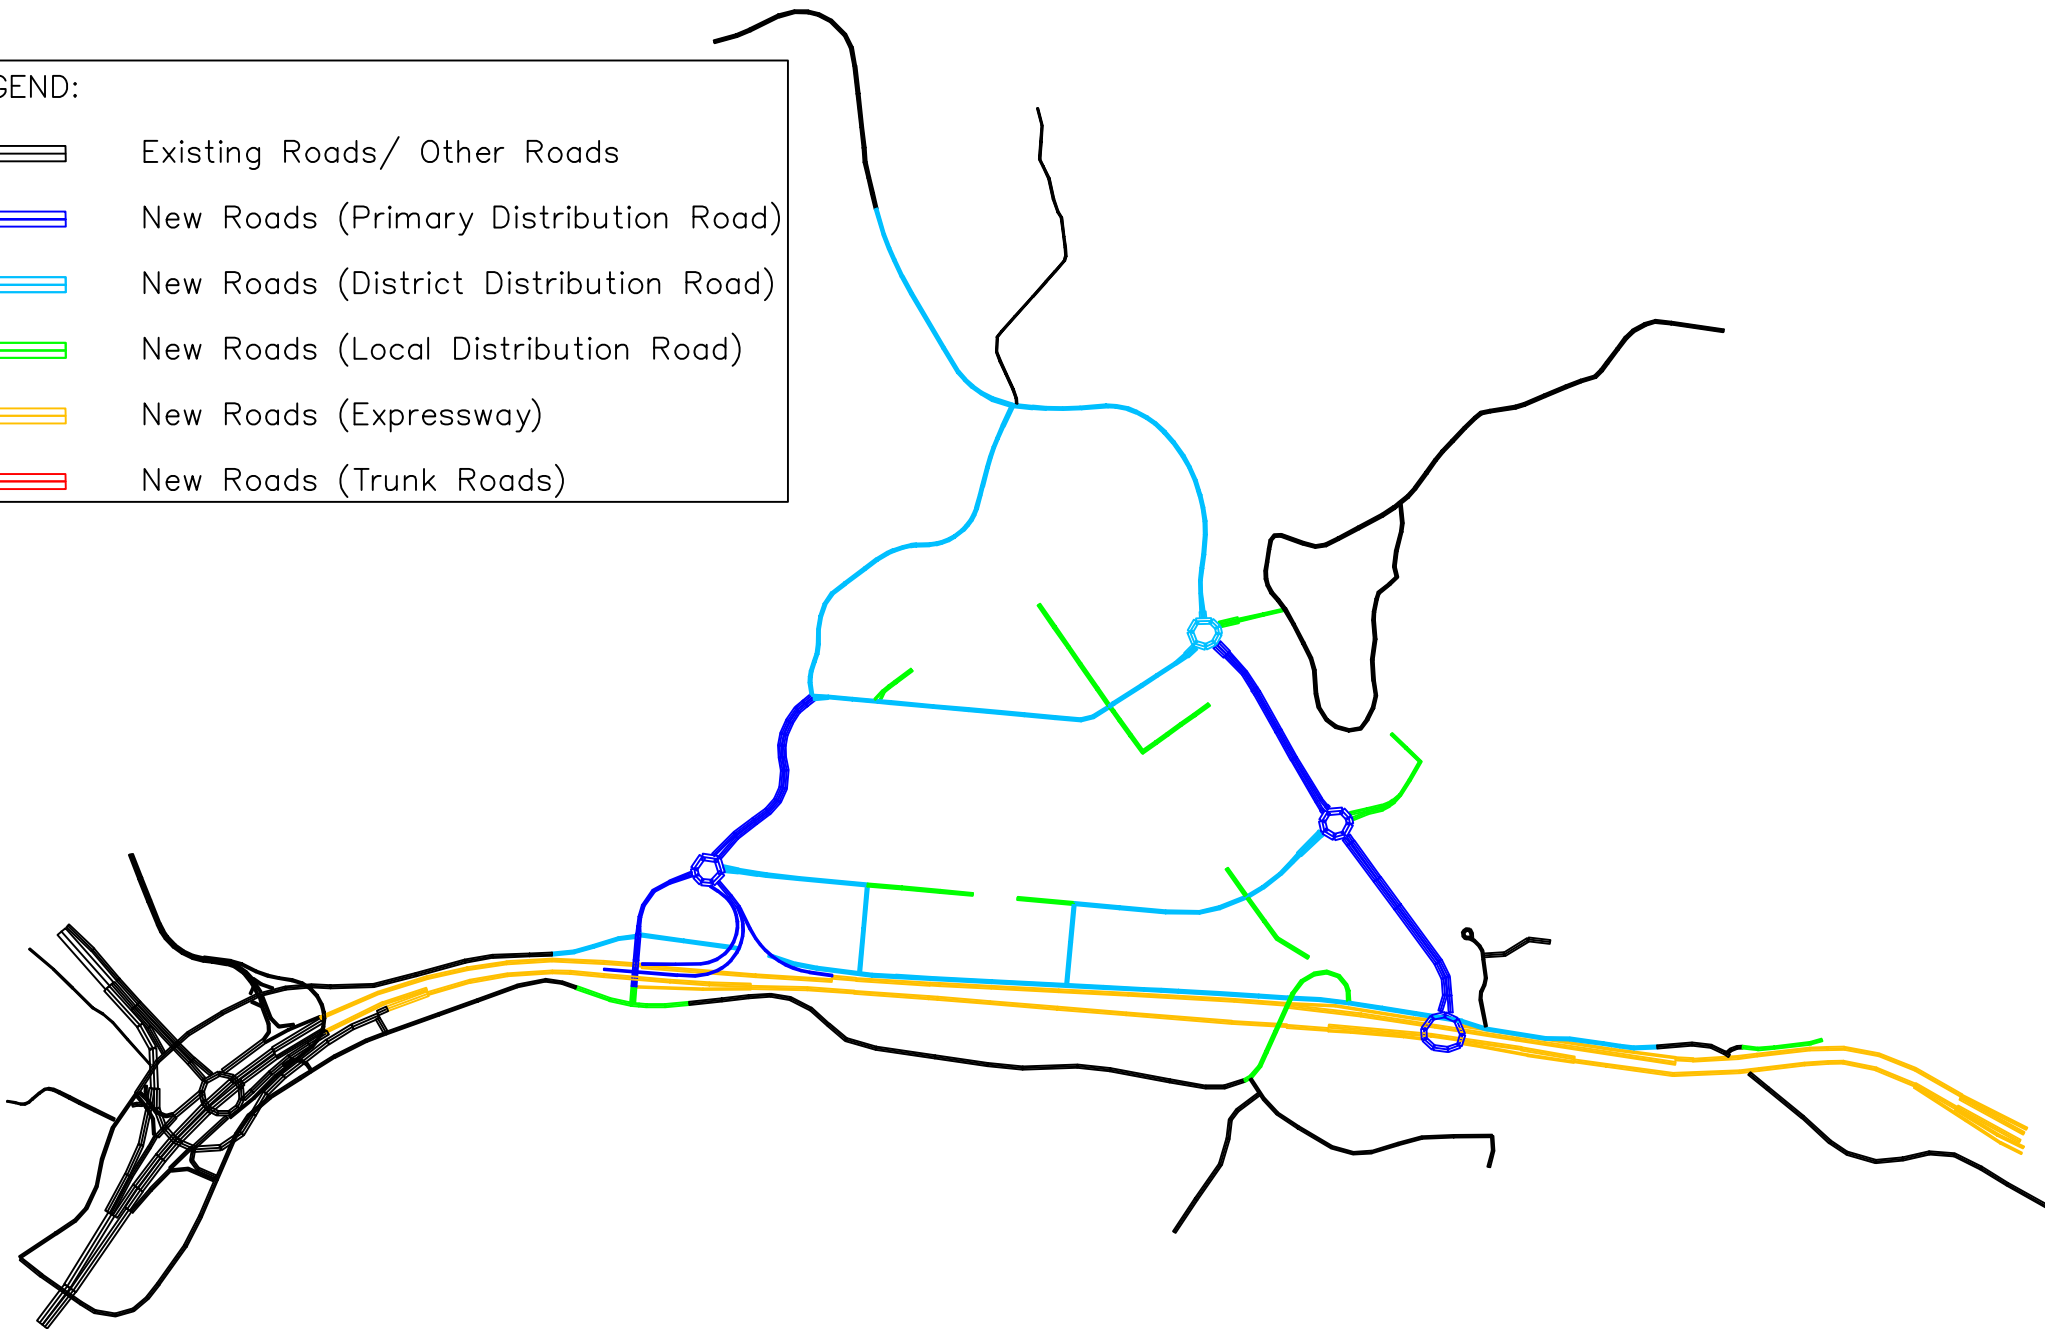 GEND:
Existing Roads/ Other Roads
New Roads (Primary Distribution Road)
New Roads (District Distribution Road)
New Roads (Local Distribution Road)
New Roads (Expressway)
New Roads (Trunk Roads)